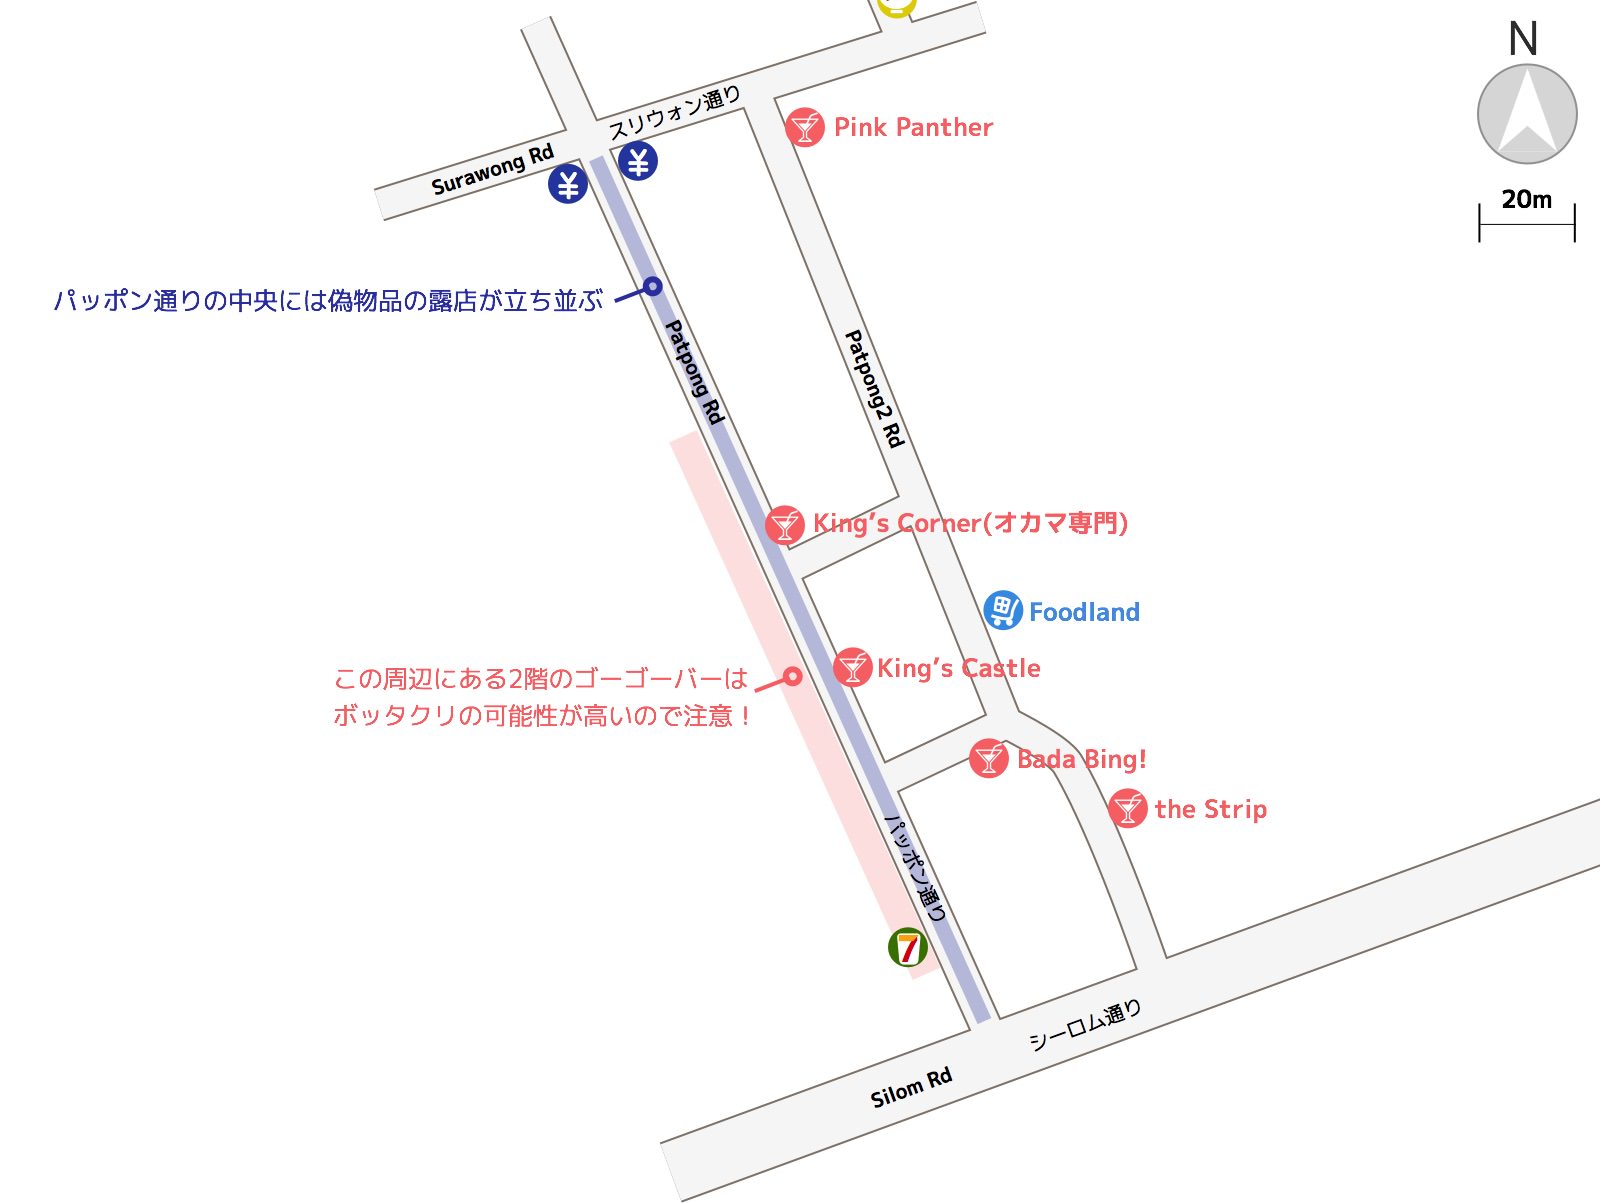 N
20m
スリウォン通り
Surawong Rd
¥
¥
Pink Panther
パッポン通りの中央には偽物品の露店が立ち並ぶ
Patpong Rd
Patpong2 Rd
King’s Corner(オカマ専門)
Foodland
King’s Castle
この周辺にある2階のゴーゴーバーは
ボッタクリの可能性が高いので注意！
Bada Bing!
the Strip
パッポン通り
7
シーロム通り
Silom Rd